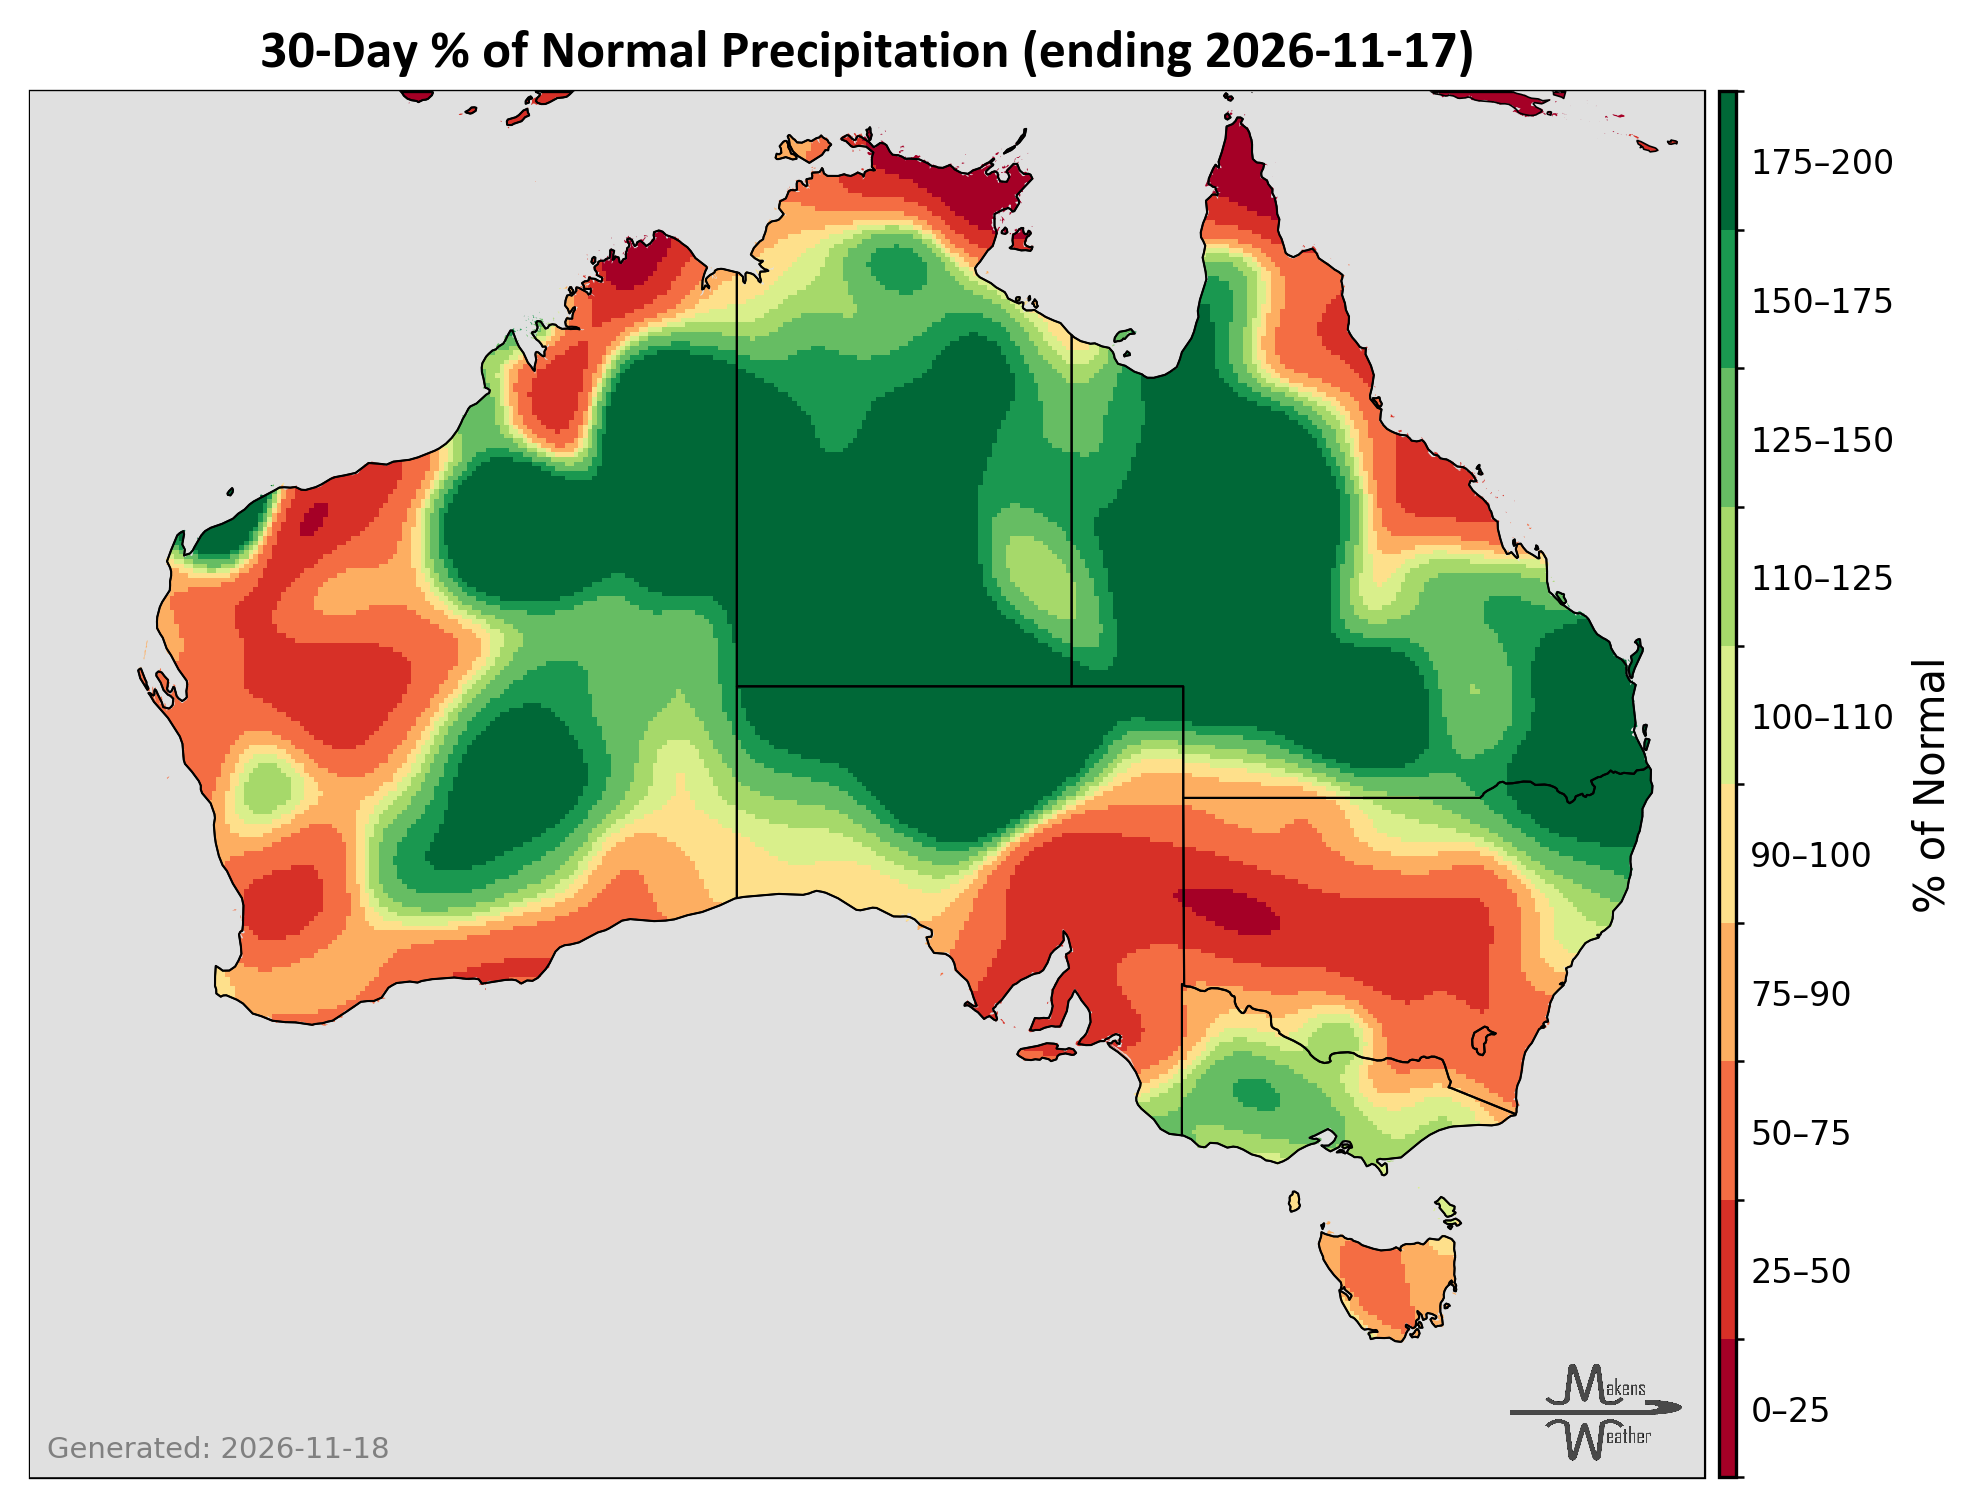 30-Day % of Normal Precipitation (ending 2026-11-17)
175–200
150–175
125–150
110–125
100–110
90–100
75–90
50–75
25–50
0–25
% of Normal
Makens
Weather
Generated: 2026-11-18